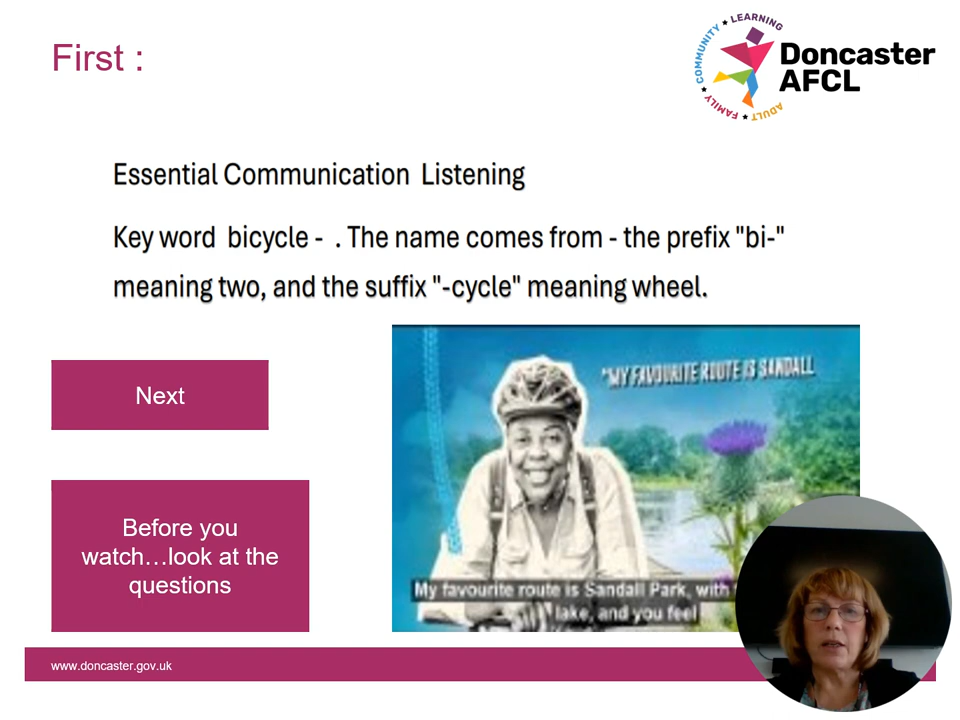 First :
COMMUNITY ★ LEARNING
FAMILY ★ ADULT
Doncaster
AFCL
Essential Communication Listening
Key word bicycle - . The name comes from - the prefix "bi-"
meaning two, and the suffix "-cycle" meaning wheel.
Next
Before you
watch…look at the
questions
"MY FAVOURITE ROUTE IS SANDALL
My favourite route is Sandall Park, with
lake, and you feel
www.doncaster.gov.uk